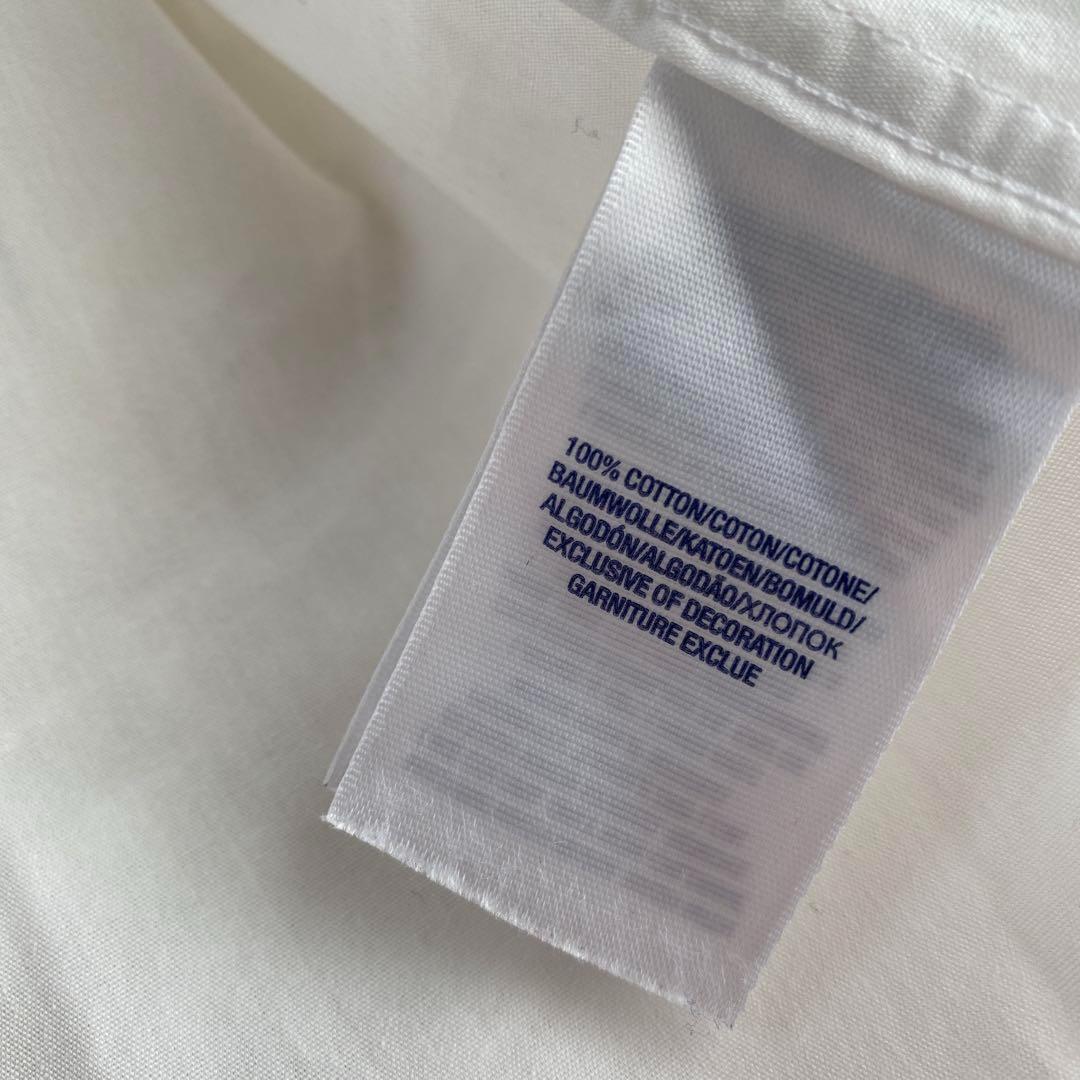 100% COTTON/COTON/COTONE/
BAUMWOLLE/KATOEN/BOMULD/
ALGODÓN/ALGODÃO/ХЛОПОК
EXCLUSIVE OF DECORATION
GARNITURE EXCLUE